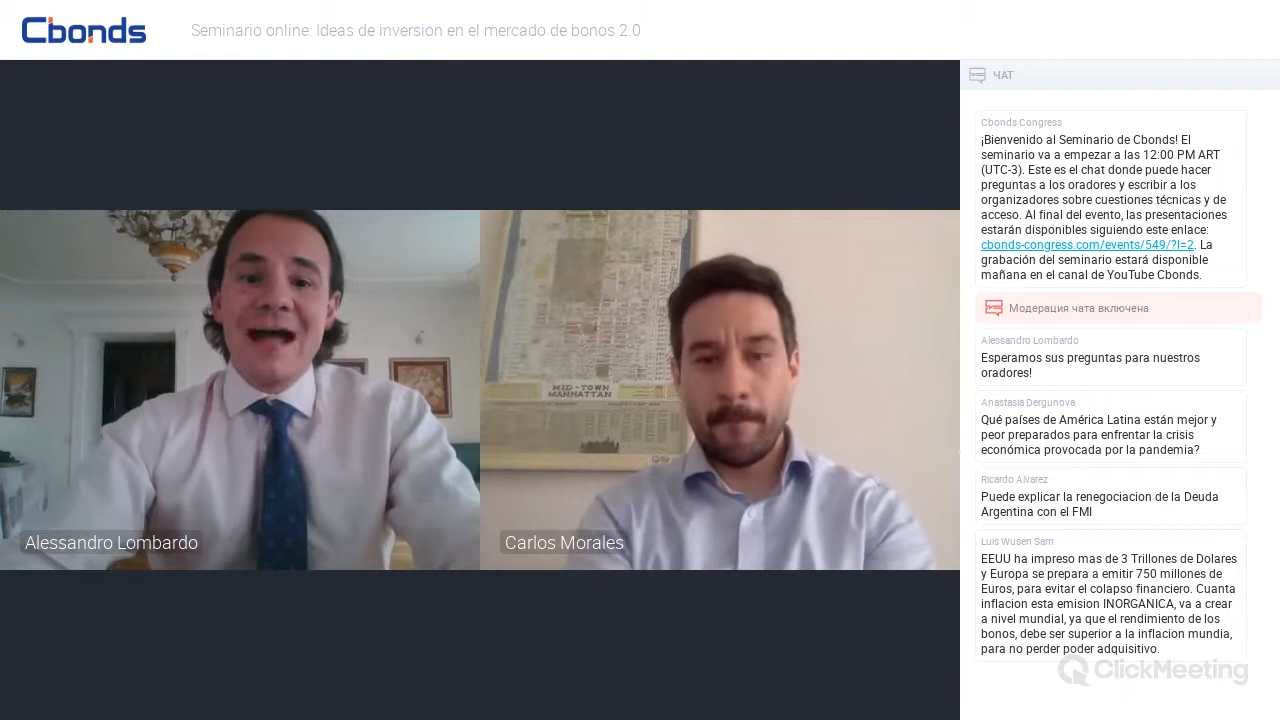 Cbonds
Seminario online: Ideas de inversion en el mercado de bonos 2.0
MID-TOWN
MANHATTAN
Alessandro Lombardo
Carlos Morales
ЧАТ
Cbonds Congress
¡Bienvenido al Seminario de Cbonds! El
seminario va a empezar a las 12:00 PM ART
(UTC-3). Este es el chat donde puede hacer
preguntas a los oradores y escribir a los
organizadores sobre cuestiones técnicas y de
acceso. Al final del evento, las presentaciones
estarán disponibles siguiendo este enlace:
cbonds-congress.com/events/549/?l=2. La
grabación del seminario estará disponible
mañana en el canal de YouTube Cbonds.
Модерация чата включена
Alessandro Lombardo
Esperamos sus preguntas para nuestros
oradores!
Anastasia Dergunova
Qué países de América Latina están mejor y
peor preparados para enfrentar la crisis
económica provocada por la pandemia?
Ricardo Alvarez
Puede explicar la renegociacion de la Deuda
Argentina con el FMI
Luis Wusen Sam
EEUU ha impreso mas de 3 Trillones de Dolares
y Europa se prepara a emitir 750 millones de
Euros, para evitar el colapso financiero. Cuanta
inflacion esta emision INORGANICA, va a crear
a nivel mundial, ya que el rendimiento de los
bonos, debe ser superior a la inflacion mundia,
para no perder poder adquisitivo.
ClickMeeting